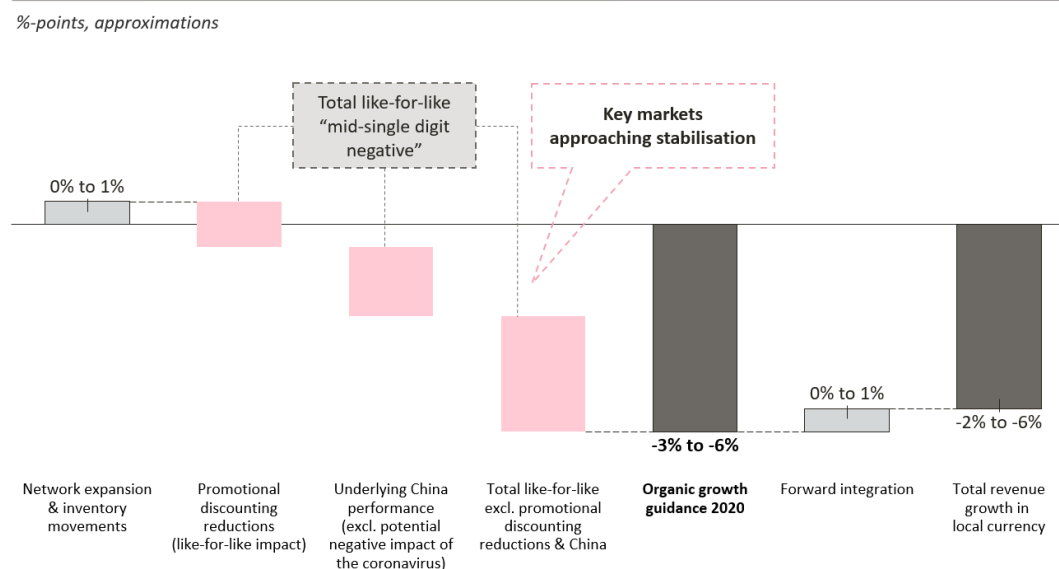 %-points, approximations
Total like-for-like
“mid-single digit
negative”
Key markets
approaching stabilisation
0% to 1%
0% to 1%
-2% to -6%
-3% to -6%
Network expansion
& inventory
movements
Promotional
discounting
reductions
(like-for-like impact)
Underlying China
performance
(excl. potential
negative impact of
the coronavirus)
Total like-for-like
excl. promotional
discounting
reductions & China
Organic growth
guidance 2020
Forward integration
Total revenue
growth in
local currency